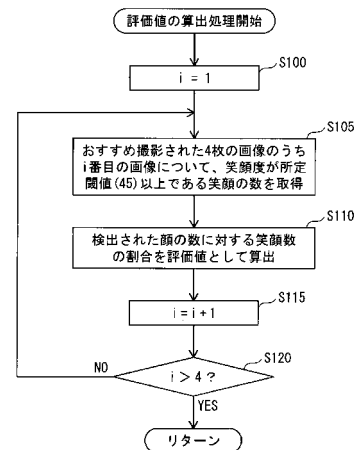 評価値の算出処理開始
S100
i = 1
S105
おすすめ撮影された4枚の画像のうち
i番目の画像について、笑顔度が所定
閾値(45)以上である笑顔の数を取得
S110
検出された顔の数に対する笑顔数
の割合を評価値として算出
S115
i=i+1
S120
i>4?
NO
YES
リターン